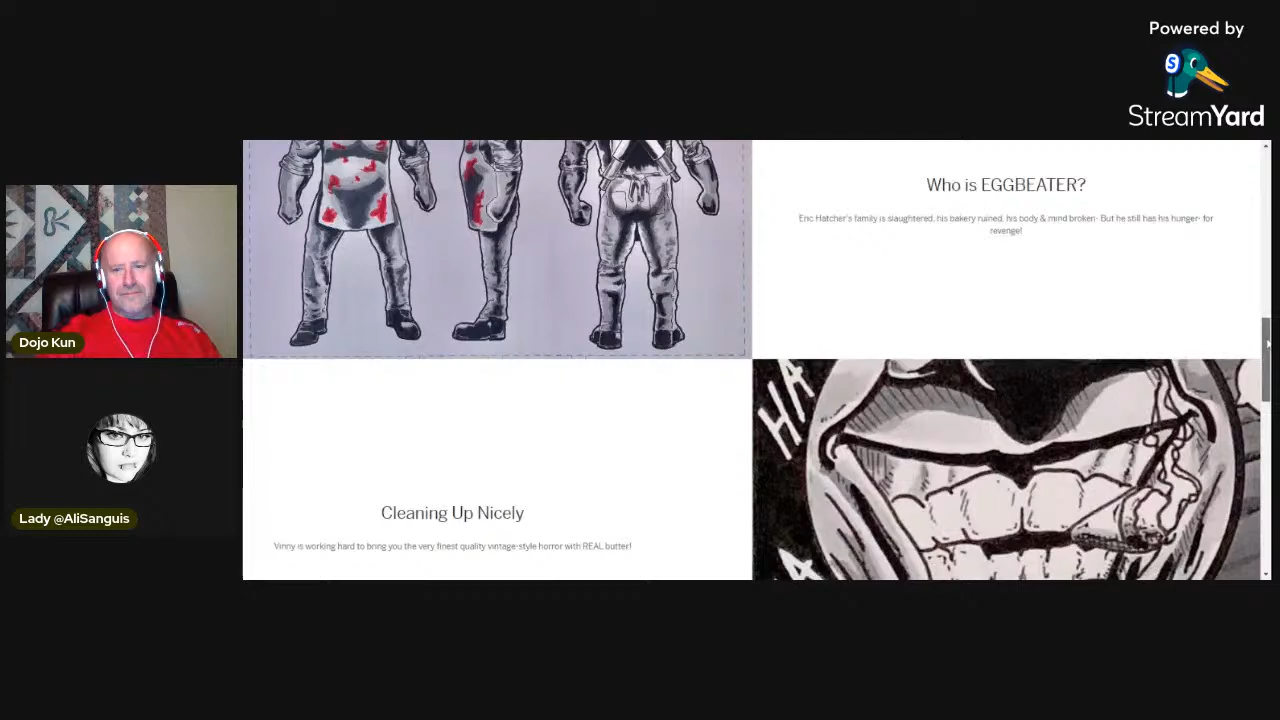 Powered by
S
StreamYard
Who is EGGBEATER?
Eric Hatcher's family is slaughtered, his bakery ruined, his body & mind broken- But he still has his hunger- for
revenge!
Dojo Kun
HA
Cleaning Up Nicely
Vinny is working hard to bring you the very finest quality vintage-style horror with REAL butter!
Lady @AliSanguis